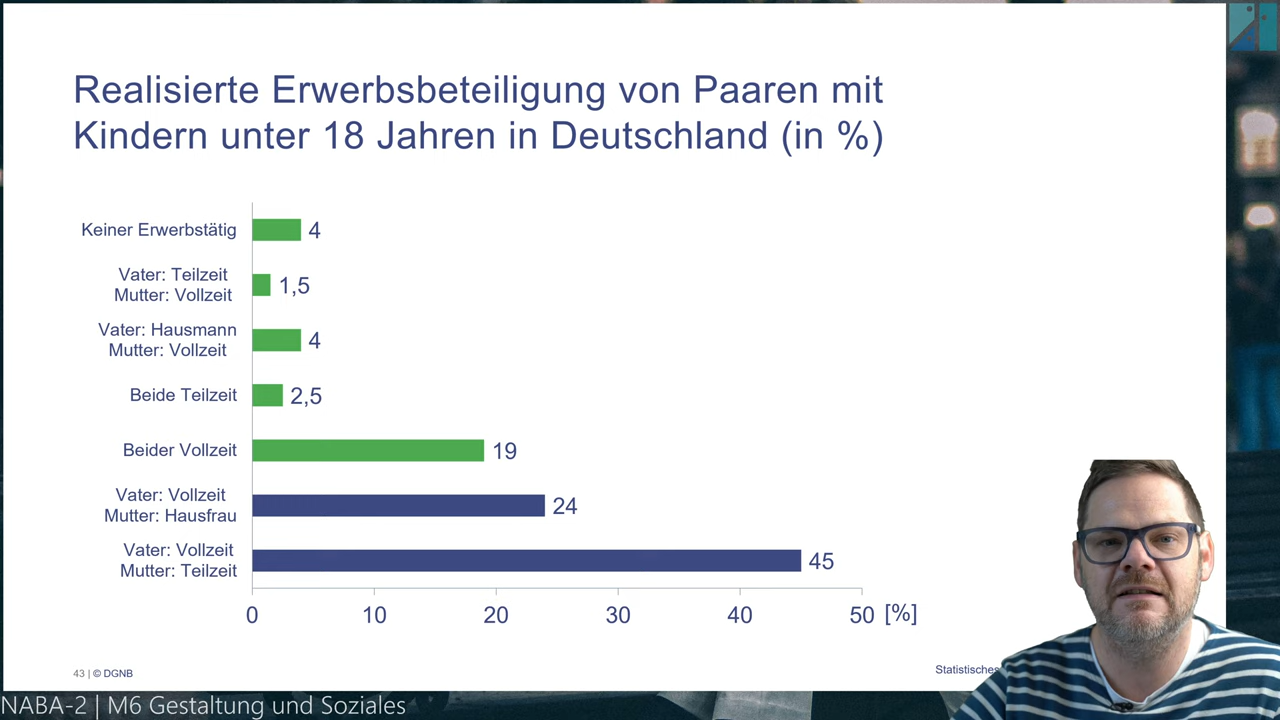 Realisierte Erwerbsbeteiligung von Paaren mit
Kindern unter 18 Jahren in Deutschland (in %)
Keiner Erwerbstätig
4
Vater: Teilzeit
Mutter: Vollzeit
1,5
Vater: Hausmann
Mutter: Vollzeit
4
Beide Teilzeit
2,5
Beider Vollzeit
19
Vater: Vollzeit
Mutter: Hausfrau
24
Vater: Vollzeit
Mutter: Teilzeit
45
0 10 20 30 40 50 [%]
43 | © DGNB
Statistisches
NABA-2 | M6 Gestaltung und Soziales